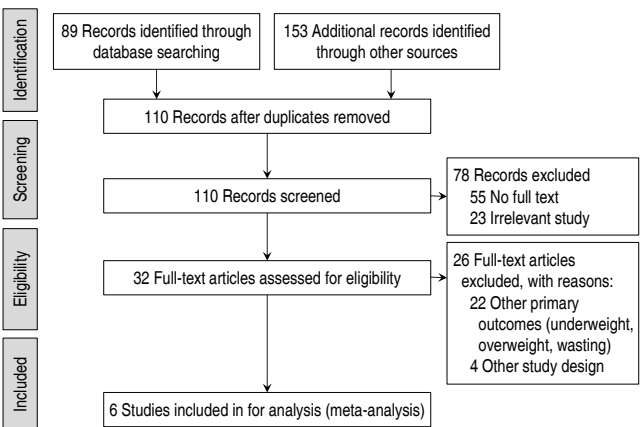 Identification
89 Records identified through
database searching
153 Additional records identified
through other sources
110 Records after duplicates removed
Screening
110 Records screened
78 Records excluded
55 No full text
23 Irrelevant study
Eligibility
32 Full-text articles assessed for eligibility
26 Full-text articles
excluded, with reasons:
22 Other primary
outcomes (underweight,
overweight, wasting)
4 Other study design
Included
6 Studies included in for analysis (meta-analysis)